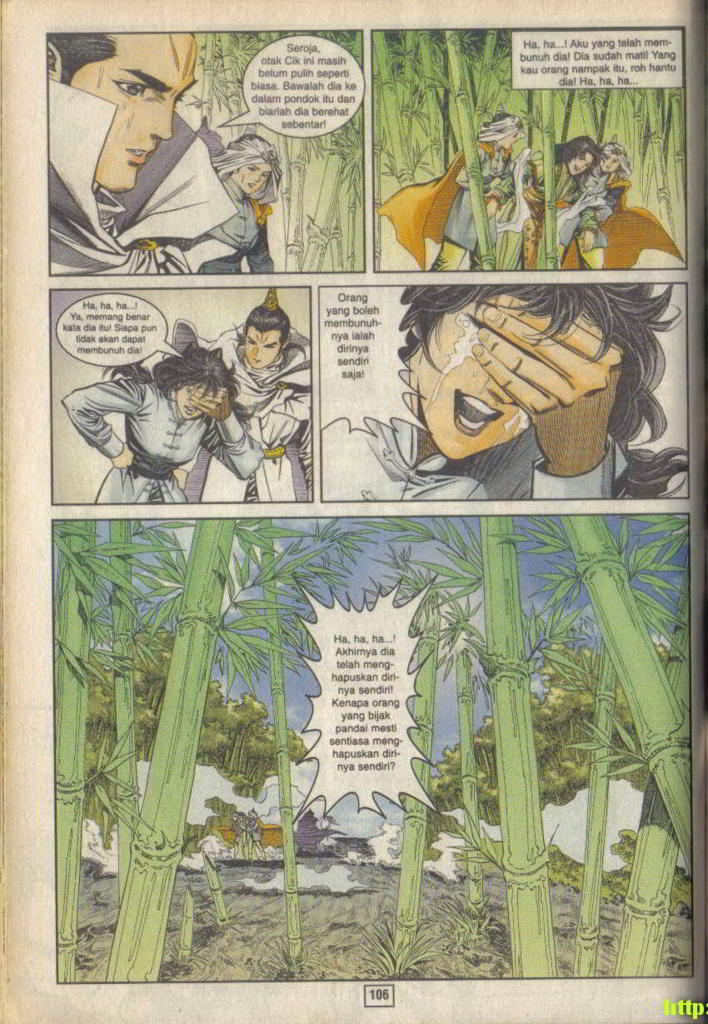 Seroja,
otak Cik ini masih
belum pulih seperti
biasa. Bawalah dia ke
dalam pondok itu dan
biarlah dia berehat
sebentar!
Ha, ha...! Aku yang telah mem-
bunuh dia! Dia sudah mati! Yang
kau orang nampak itu, roh hantu
dia! Ha, ha, ha...
Ha, ha, ha...!
Ya, memang benar
kata dia itu! Siapa pun
tidak akan dapat
membunuh dia!
Orang
yang boleh
membunuh-
nya ialah
dirinya
sendiri
saja!
Ha, ha, ha...!
Akhirnya dia
telah meng-
hapuskan diri-
nya sendiri!
Kenapa orang
yang bijak
pandai mesti
sentiasa meng-
hapuskan diri-
nya sendiri?
106
http: